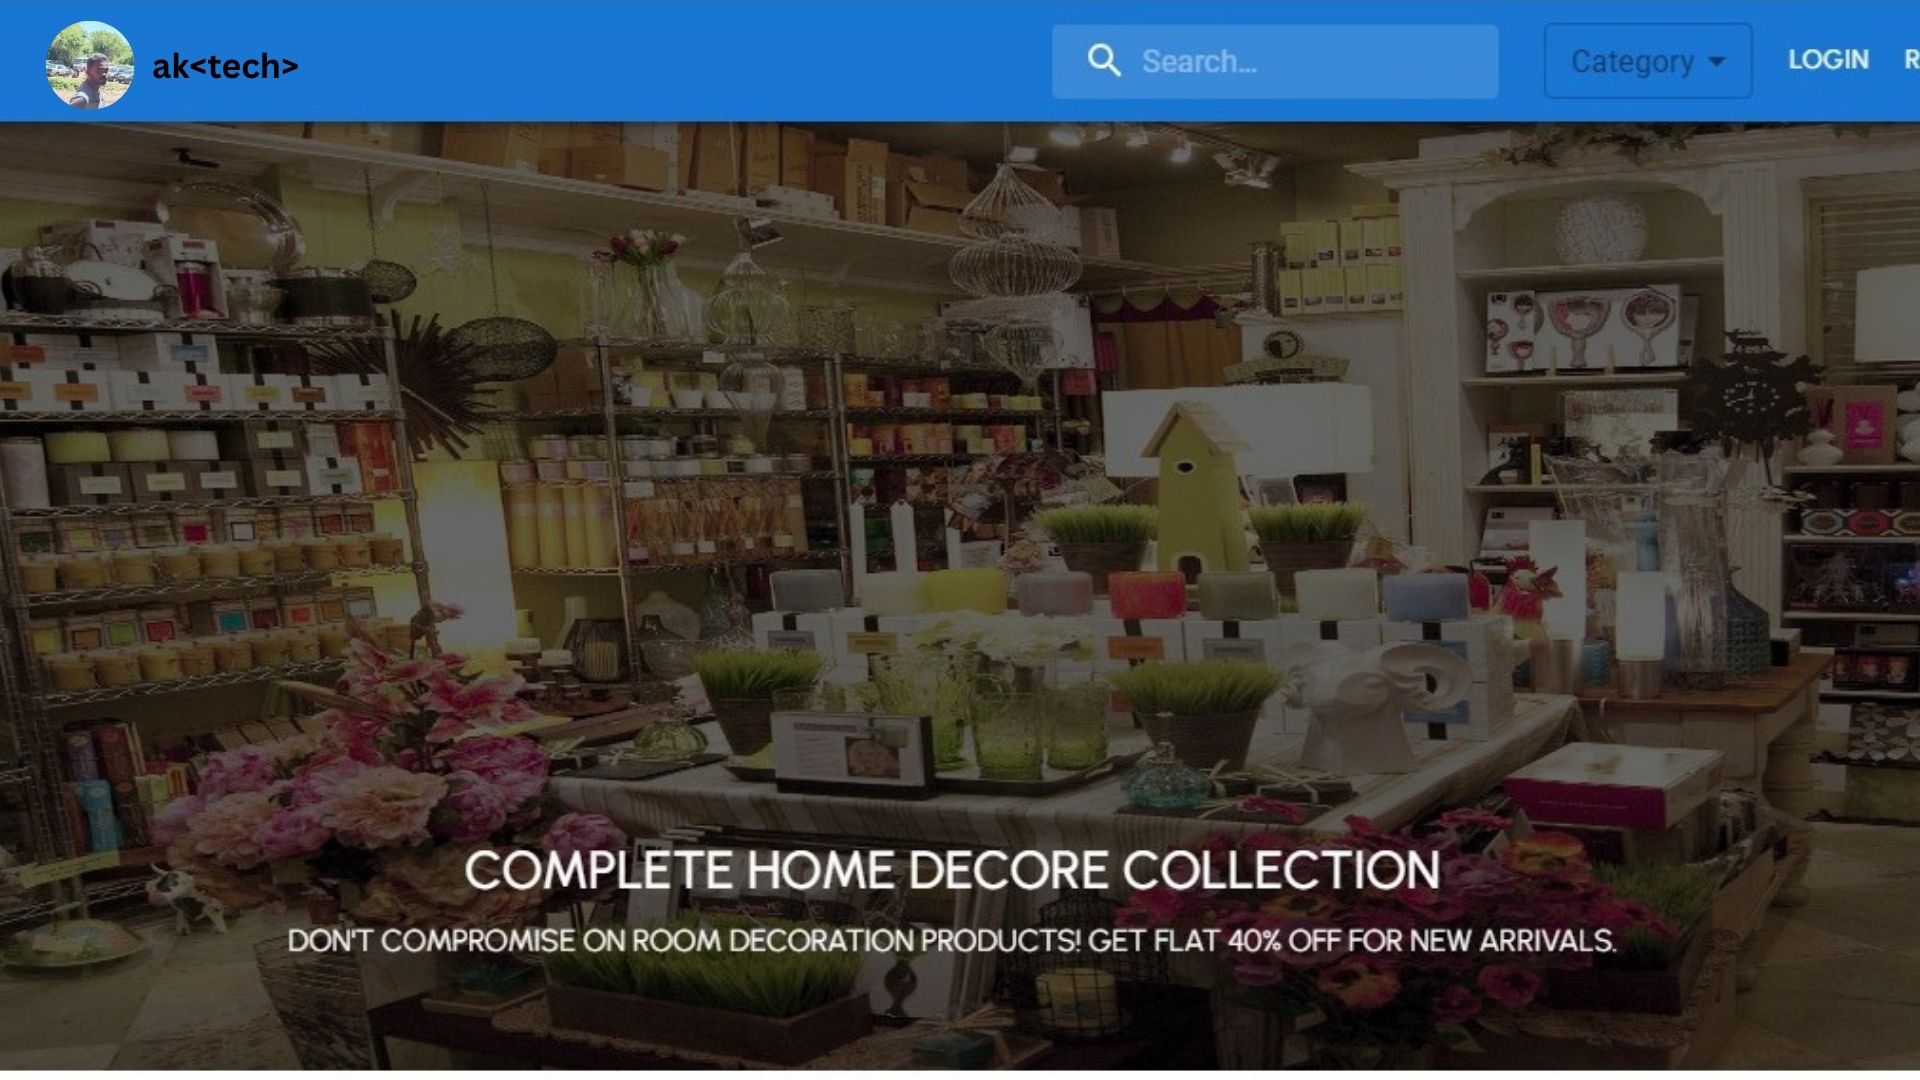 ak<tech>
Search...
Category
LOGIN
R
COMPLETE HOME DECORE COLLECTION
DON'T COMPROMISE ON ROOM DECORATION PRODUCTS! GET FLAT 40% OFF FOR NEW ARRIVALS.